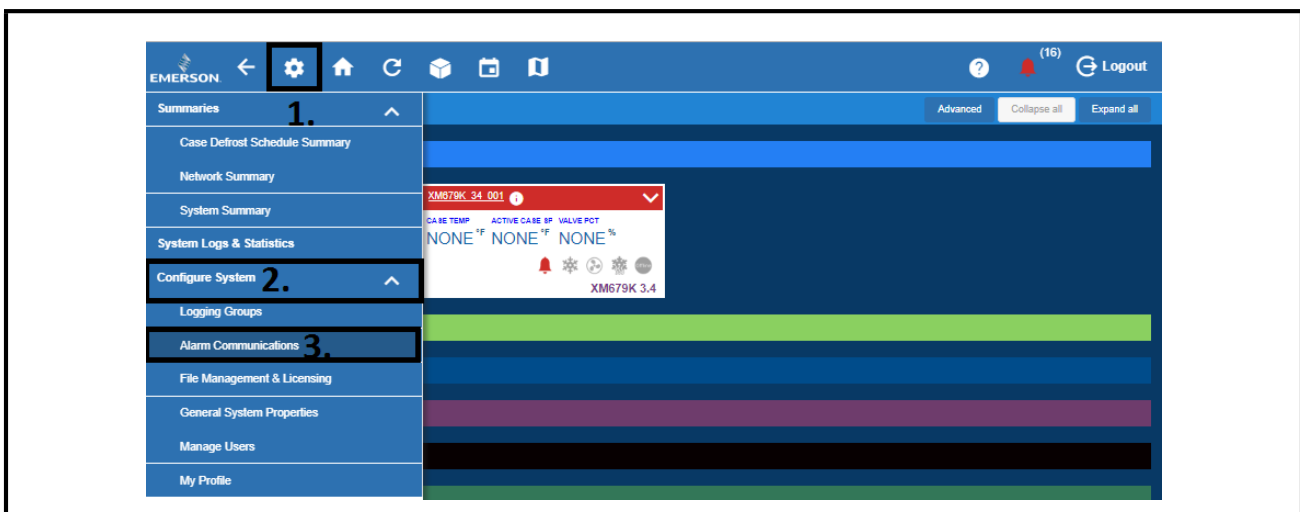 EMERSON
(16)
Logout
Summaries
1.
Advanced
Collapse all
Expand all
Case Defrost Schedule Summary
Network Summary
System Summary
System Logs & Statistics
Configure System
2.
Logging Groups
Alarm Communications
3.
File Management & Licensing
General System Properties
Manage Users
My Profile
XM679K_34_001
CASE TEMP ACTIVE CASE SP VALVE PCT
NONE °F NONE °F NONE %
XM679K 3.4